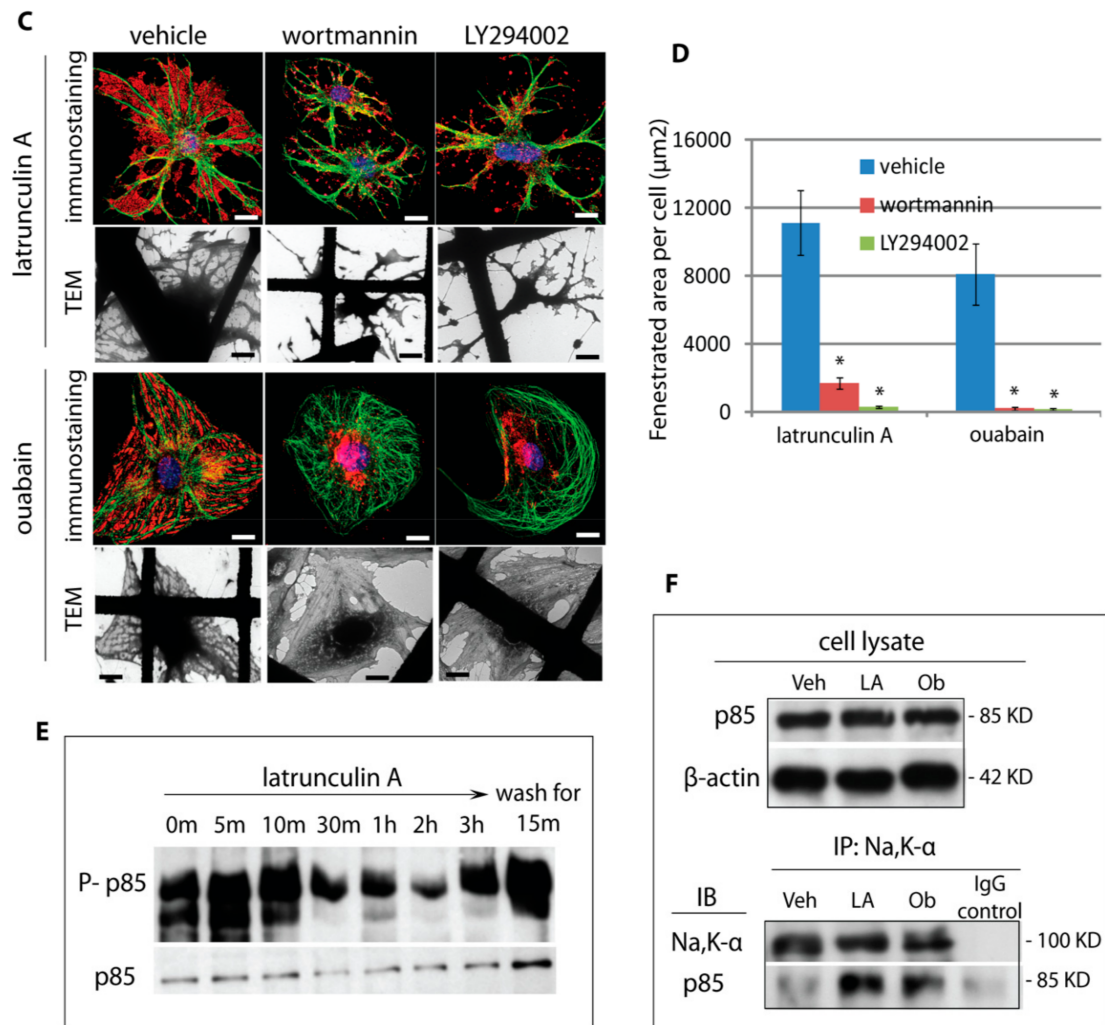 C
vehicle wortmannin LY294002
latrunculin A
immunostaining
TEM
ouabain
immunostaining
TEM
D
Fenestrated area per cell (µm2)
16000
12000
8000
4000
0
vehicle
wortmannin
LY294002
* *
* *
latrunculin A ouabain
E
latrunculin A wash for
0m 5m 10m 30m 1h 2h 3h 15m
P- p85
p85
F
cell lysate
Veh LA Ob
p85 - 85 KD
β-actin - 42 KD
IP: Na,K-α
IB Veh LA Ob IgG control
Na,K-α - 100 KD
p85 - 85 KD